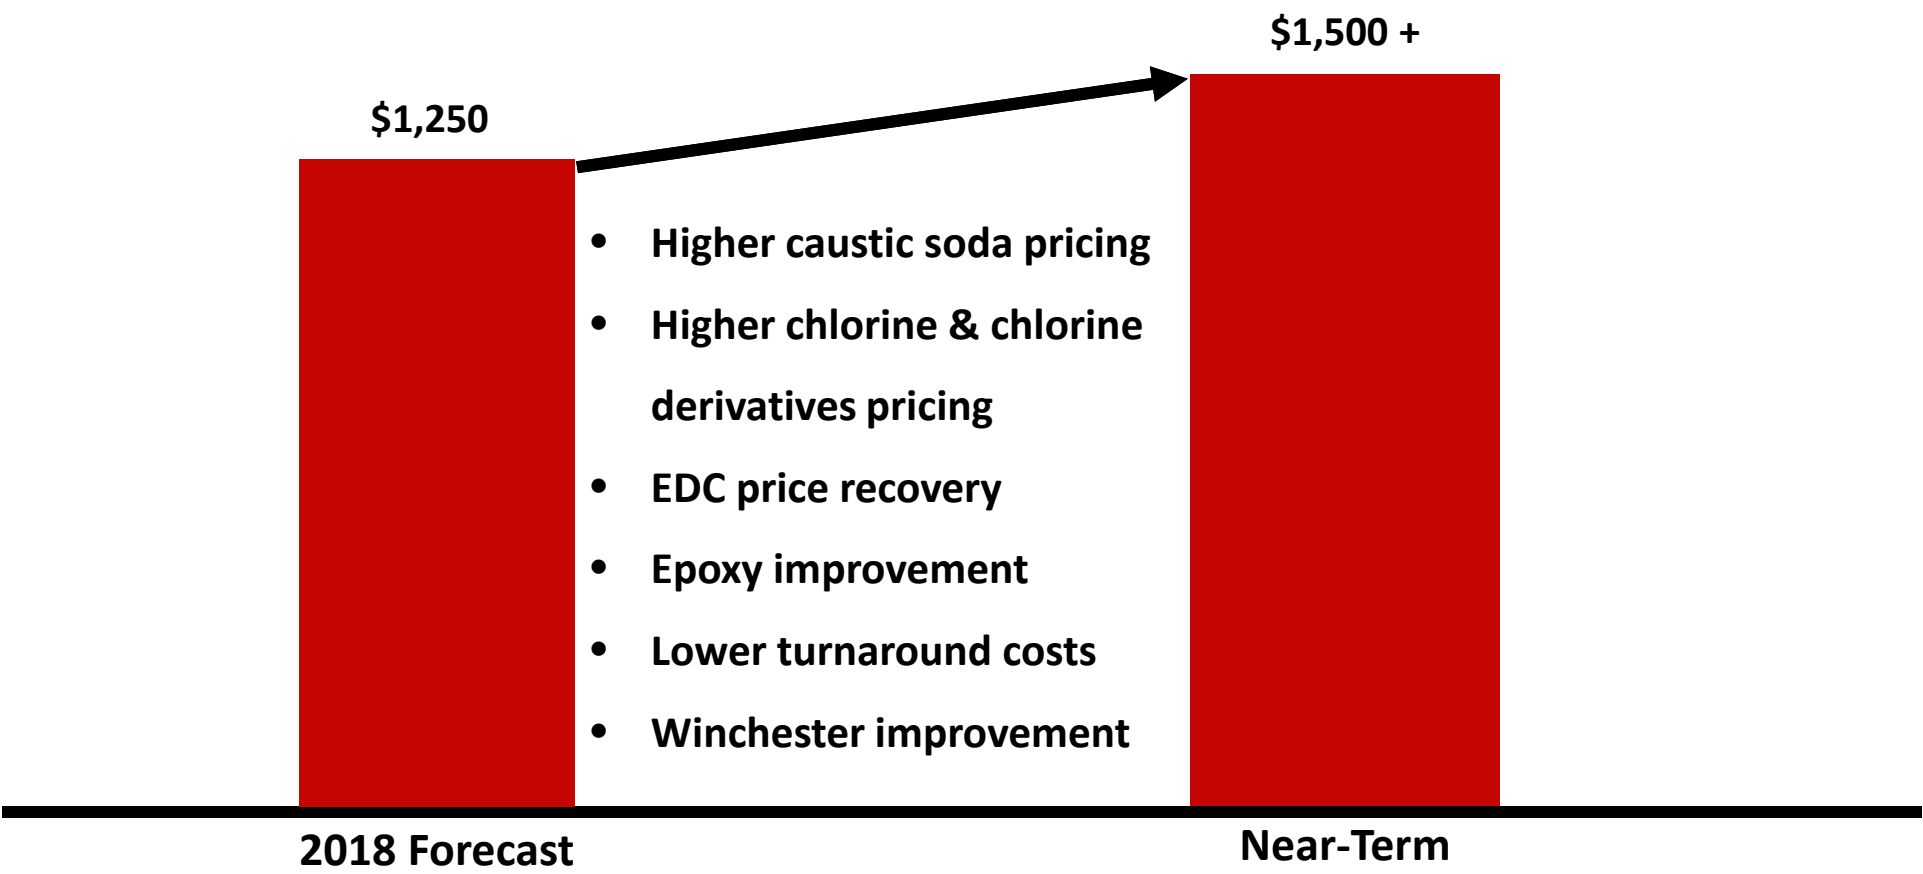 $1,500 +
$1,250
• Higher caustic soda pricing
• Higher chlorine & chlorine
derivatives pricing
• EDC price recovery
• Epoxy improvement
• Lower turnaround costs
• Winchester improvement
2018 Forecast
Near-Term